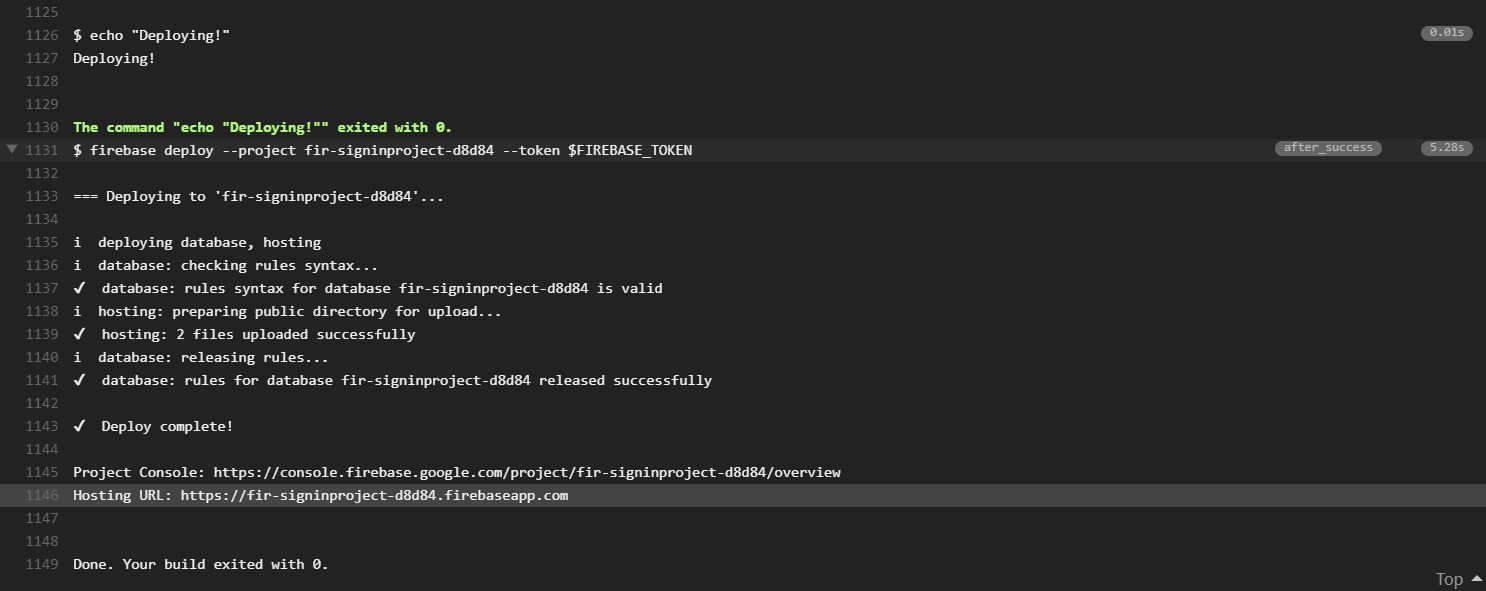 1125
1126 $ echo "Deploying!" 0.01s
1127 Deploying!
1128
1129
1130 The command "echo "Deploying!"" exited with 0.
1131 $ firebase deploy --project fir-signinproject-d8d84 --token $FIREBASE_TOKEN after_success 5.28s
1132
1133 === Deploying to 'fir-signinproject-d8d84'...
1134
1135 i  deploying database, hosting
1136 i  database: checking rules syntax...
1137 ✔  database: rules syntax for database fir-signinproject-d8d84 is valid
1138 i  hosting: preparing public directory for upload...
1139 ✔  hosting: 2 files uploaded successfully
1140 i  database: releasing rules...
1141 ✔  database: rules for database fir-signinproject-d8d84 released successfully
1142
1143 ✔  Deploy complete!
1144
1145 Project Console: https://console.firebase.google.com/project/fir-signinproject-d8d84/overview
1146 Hosting URL: https://fir-signinproject-d8d84.firebaseapp.com
1147
1148
1149 Done. Your build exited with 0.
Top